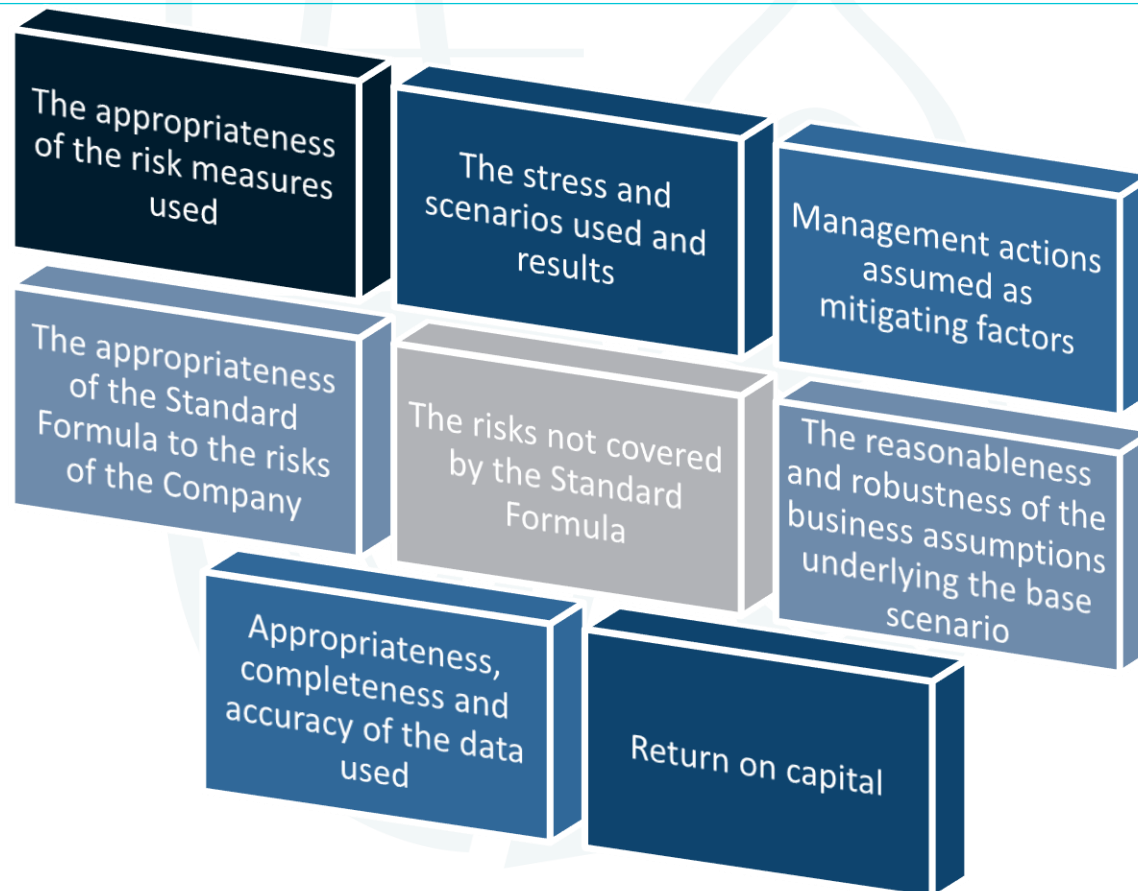 The appropriateness
of the risk measures
used
The stress and
scenarios used and
results
Management actions
assumed as
mitigating factors
The appropriateness
of the Standard
Formula to the risks
of the Company
The risks not covered
by the Standard
Formula
The reasonableness
and robustness of the
business assumptions
underlying the base
scenario
Appropriateness,
completeness and
accuracy of the data
used
Return on capital